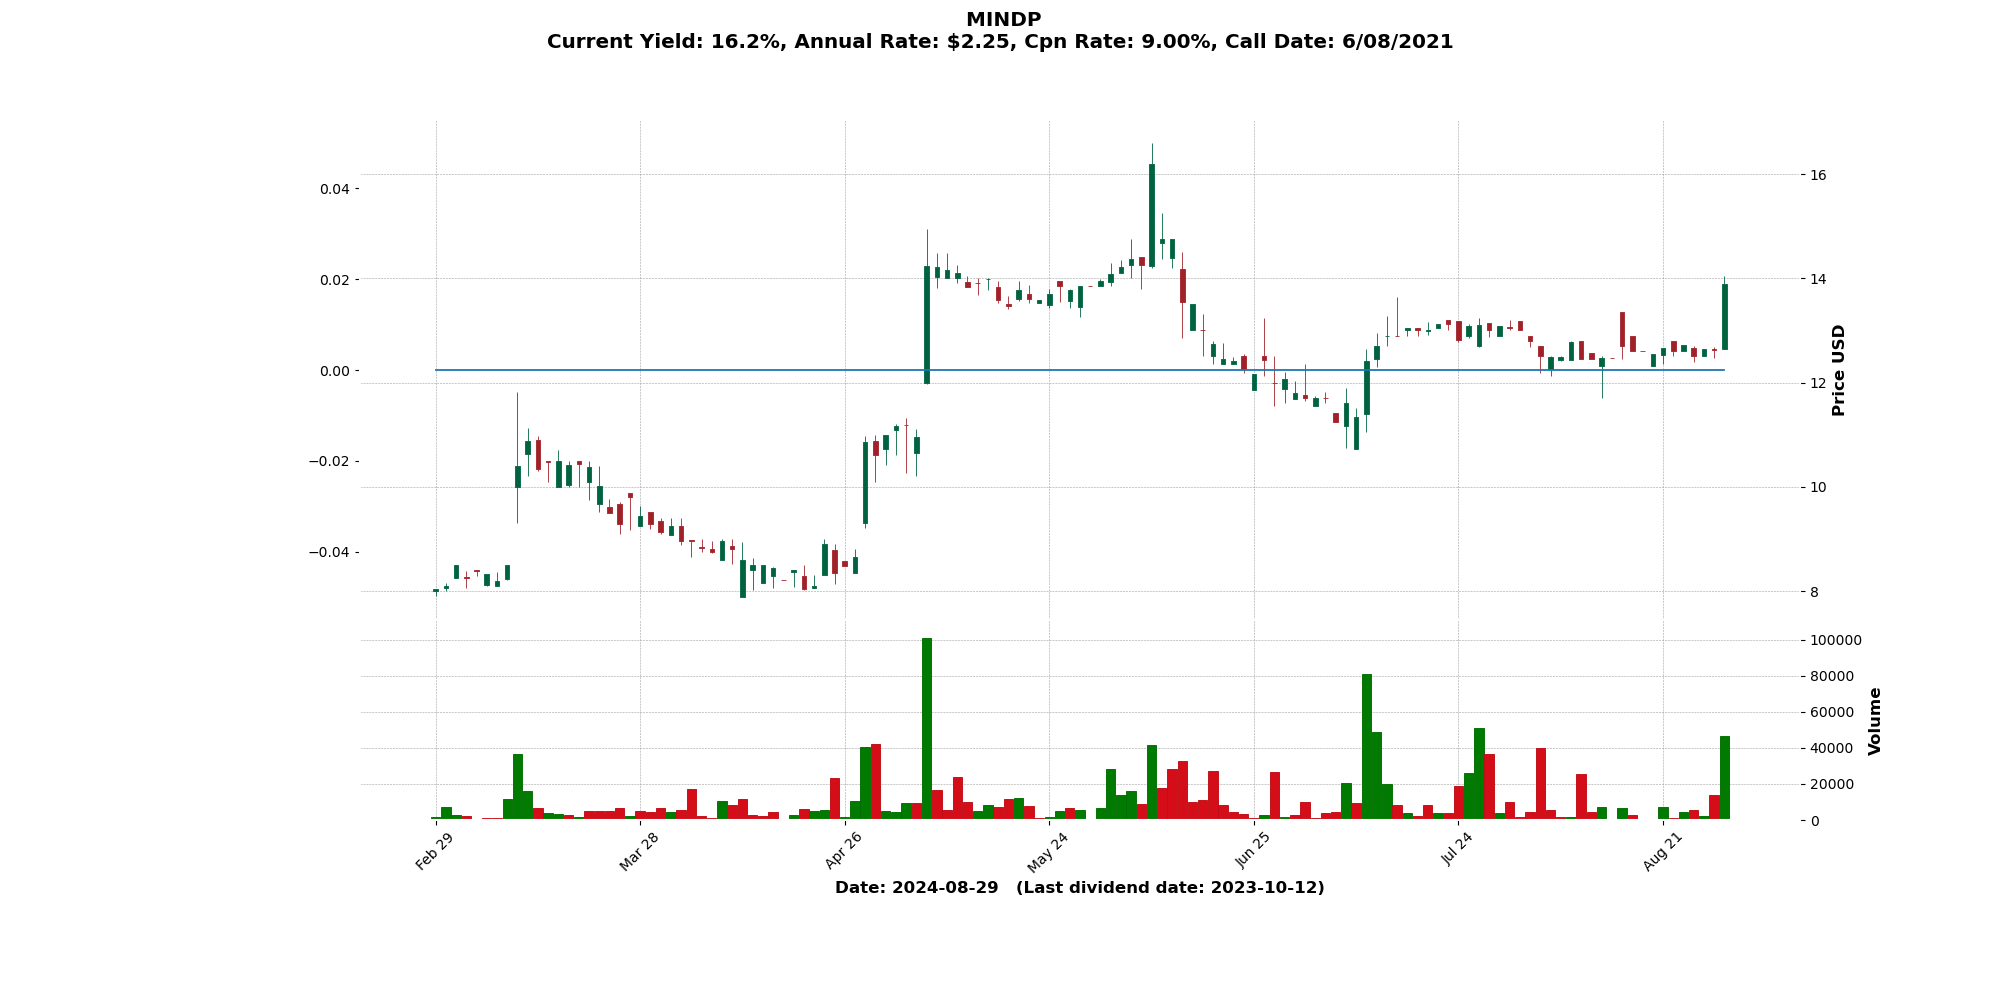 MINDP
Current Yield: 16.2%, Annual Rate: $2.25, Cpn Rate: 9.00%, Call Date: 6/08/2021
0.04
0.02
0.00
−0.02
−0.04
16
14
12
10
8
Price USD
100000
80000
60000
40000
20000
0
Volume
Feb 29
Mar 28
Apr 26
May 24
Jun 25
Jul 24
Aug 21
Date: 2024-08-29 (Last dividend date: 2023-10-12)